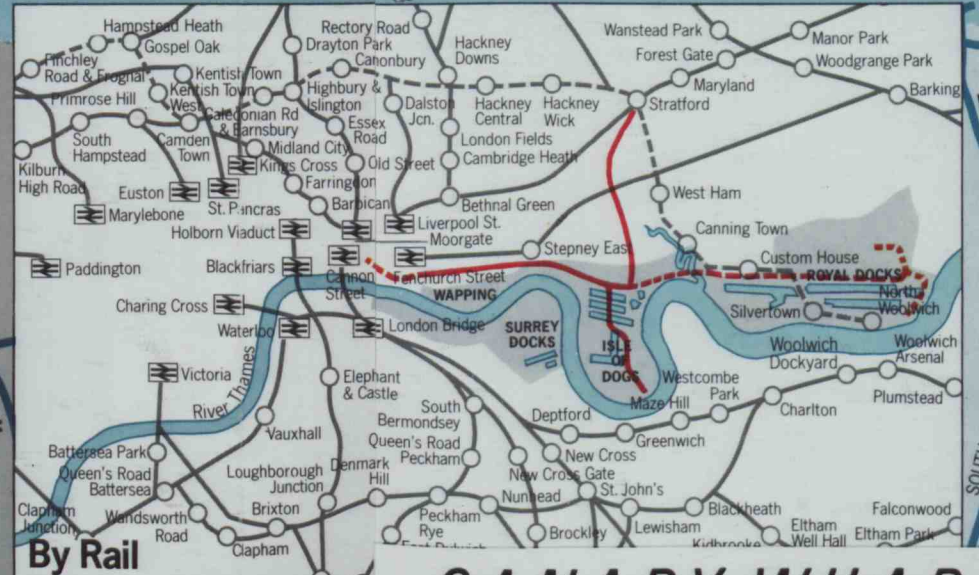 Hampstead Heath
Gospel Oak
Finchley
Road & Frognal
Primrose Hill
Kentish Town
Kentish Town
West
Caledonian Rd
& Barnsbury
South
Hampstead
Camden
Town
Kilburn
High Road
Euston
St. Pancras
Kings Cross
Marylebone
Paddington
Midland City
Farringdon
Barbican
Old Street
Essex
Road
Highbury &
Islington
Rectory Road
Drayton Park
Canonbury
Hackney
Downs
Dalston
Jcn.
Hackney
Central
Hackney
Wick
London Fields
Cambridge Heath
Bethnal Green
Liverpool St.
Moorgate
Holborn Viaduct
Blackfriars
Cannon
Street
Fenchurch Street
Stepney East
Wanstead Park
Forest Gate
Maryland
Stratford
Manor Park
Woodgrange Park
Barking
West Ham
Canning Town
Custom House
ROYAL DOCKS
Silvertown
North
Woolwich
WAPPING
SURREY
DOCKS
ISLE
OF
DOGS
Charing Cross
Waterloo
London Bridge
Victoria
River Thames
Elephant
& Castle
Vauxhall
Battersea Park
Queen's Road
Battersea
Clapham
Junction
Wandsworth
Road
Clapham
Loughborough
Junction
Brixton
Denmark
Hill
South
Bermondsey
Queen's Road
Peckham
Peckham
Rye
Deptford
New Cross
New Cross Gate
Nunhead
St. John's
Brockley
Lewisham
Greenwich
Maze Hill
Westcombe
Park
Charlton
Woolwich
Dockyard
Woolwich
Arsenal
Plumstead
Blackheath
Kidbrooke
Eltham
Well Hall
Eltham Park
Falconwood
East Dulwich
By Rail
CANARY WHAR